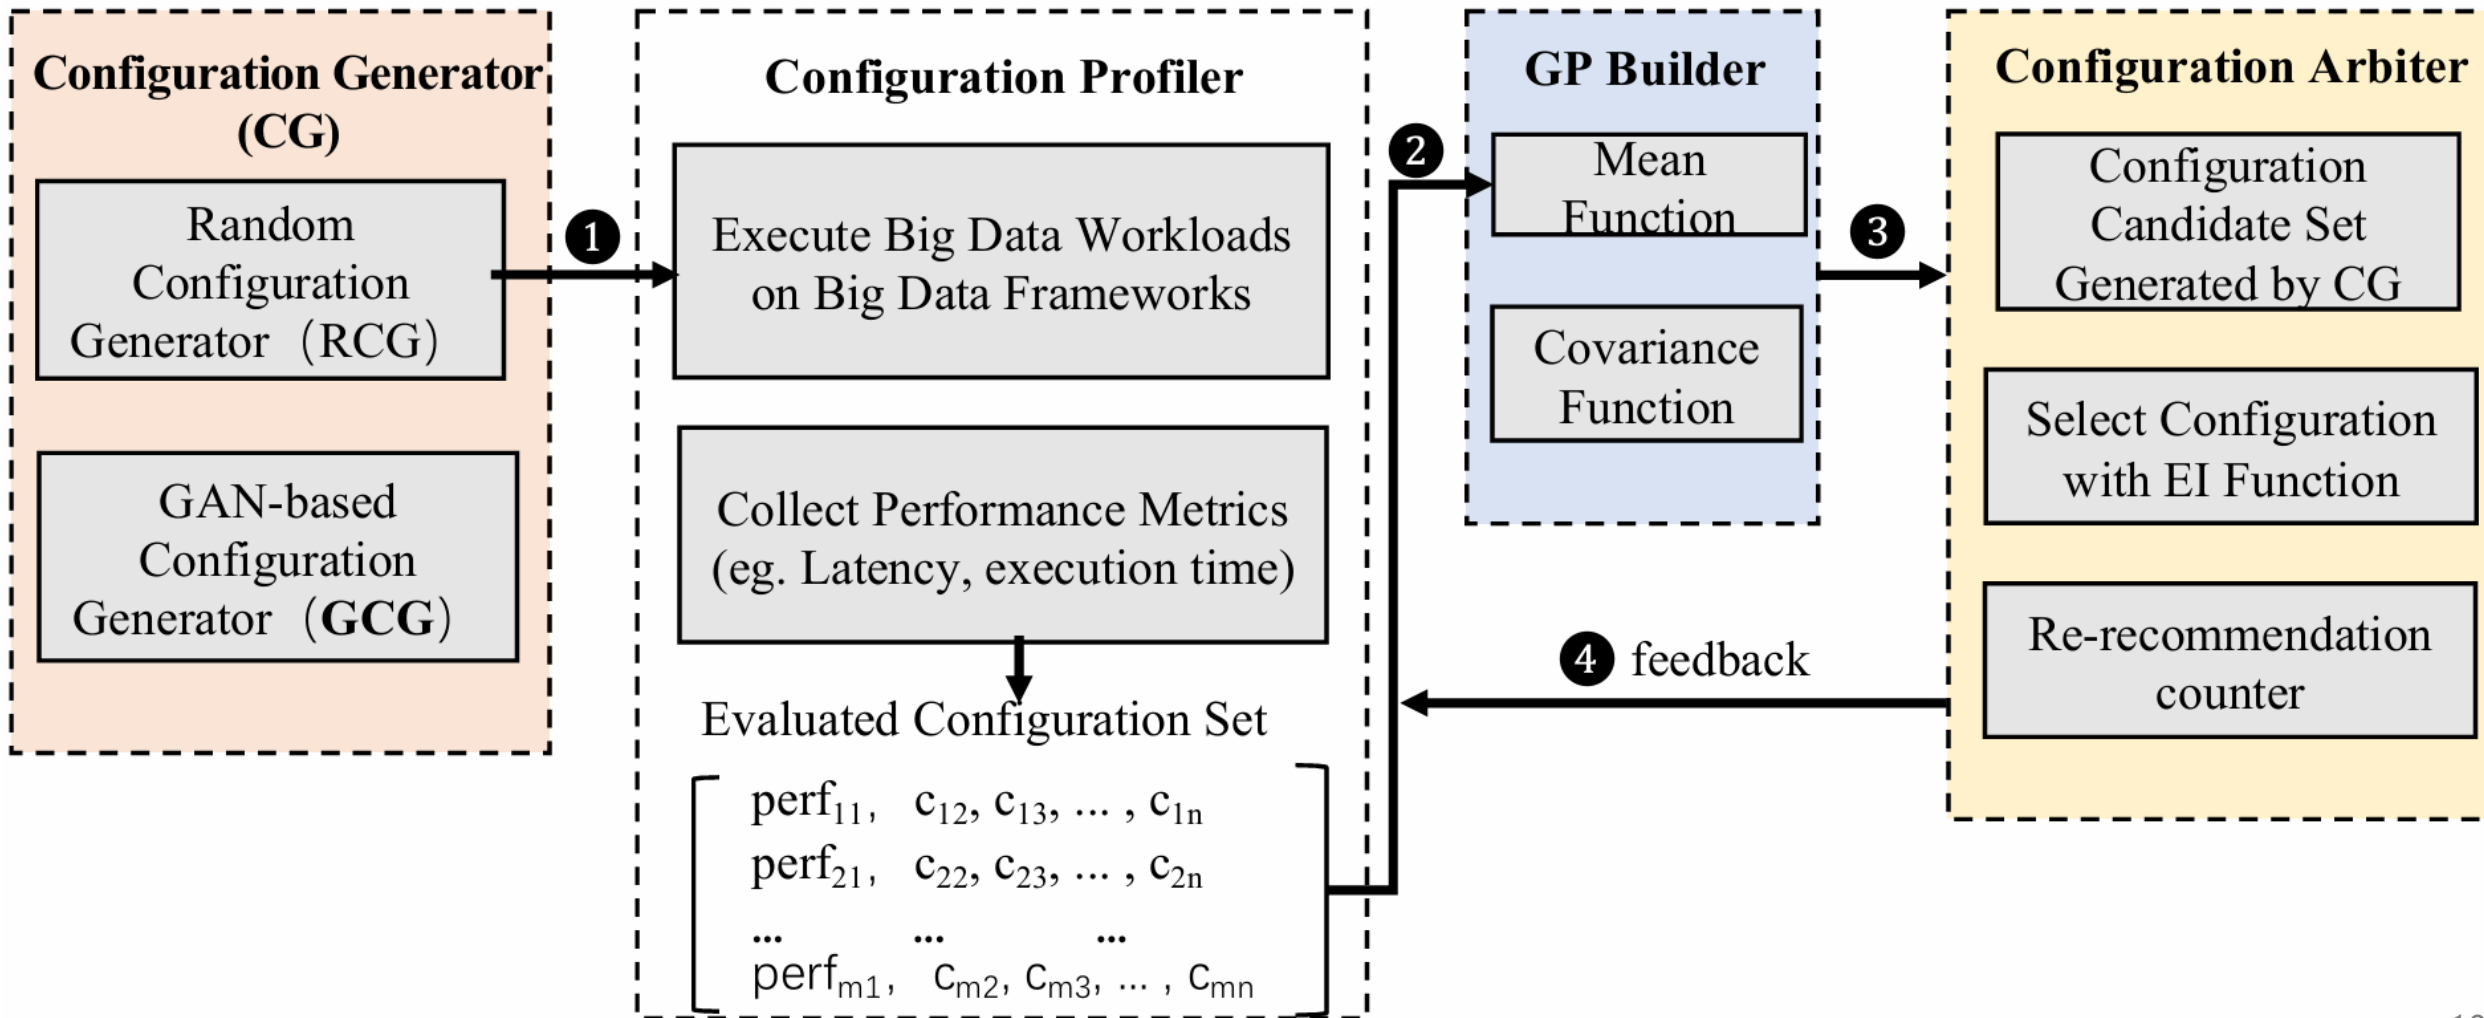 Configuration Generator
(CG)
Random
Configuration
Generator（RCG）
GAN-based
Configuration
Generator（GCG）
1
Configuration Profiler
Execute Big Data Workloads
on Big Data Frameworks
Collect Performance Metrics
(eg. Latency, execution time)
Evaluated Configuration Set
perf11, c12, c13, ... , c1n
perf21, c22, c23, ... , c2n
... ... ...
perfm1, cm2, cm3, ... , cmn
2
GP Builder
Mean
Function
Covariance
Function
3
Configuration Arbiter
Configuration
Candidate Set
Generated by CG
Select Configuration
with EI Function
Re-recommendation
counter
4 feedback